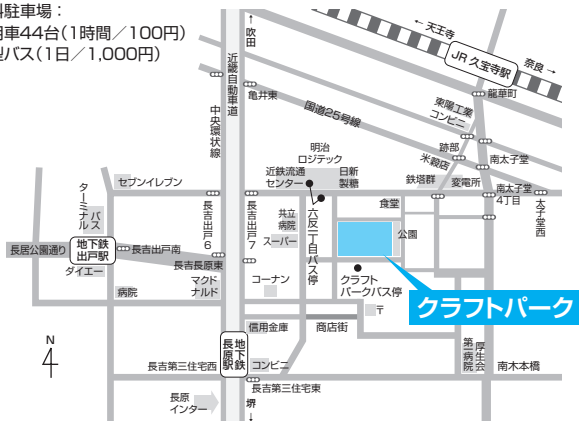 駐車場：
用車44台(1時間／100円)
型バス(1日／1,000円)
↑
吹田
← 天王寺
JR 久宝寺駅
奈良 →
近畿自動車道
中央環状線
亀井東
国道25号線
東陽工業
コンビニ
龍華町
跡部
米穀店
南太子堂
明治
ロジテック
近鉄流通
センター
日新
製糖
鉄塔群
変電所
南太子堂
4丁目
太子堂西
セブンイレブン
バス
ターミナル
長吉出戸6
長吉出戸7
共立
病院
スーパー
六反一丁目バス停
食堂
公園
長居公園通り
地下鉄
出戸駅
長吉出戸南
ダイエー
長吉長原東
マクド
ナルド
コーナン
クラフト
パークバス停
クラフトパーク
病院
〒
N
信用金庫
商店街
地下鉄
長原駅
コンビニ
長吉第三住宅西
厚生会
第一病院
南木本橋
長吉第三住宅東
長原
インター
堺
↓